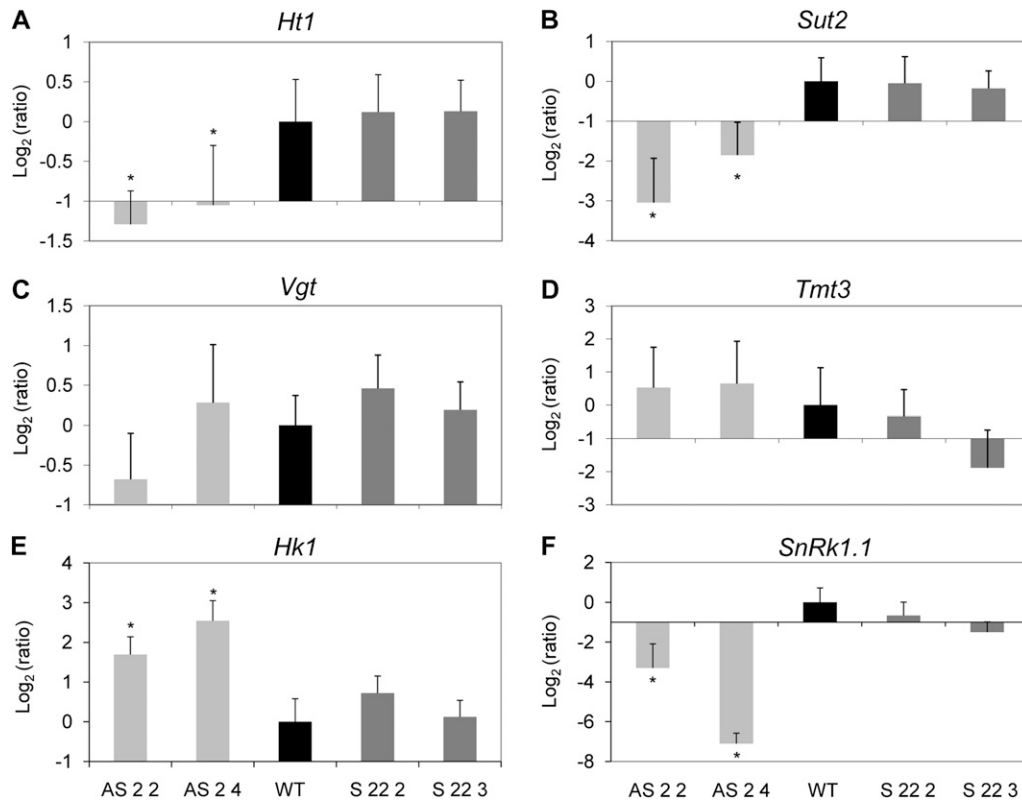 A
Ht1
Log₂ (ratio)
1
0.5
0
-0.5
-1
-1.5
*
*
B
Sut2
Log₂ (ratio)
1
0
-1
-2
-3
-4
*
*
C
Vgt
Log₂ (ratio)
1.5
1
0.5
0
-0.5
-1
D
Tmt3
Log₂ (ratio)
3
2
1
0
-1
-2
-3
E
Hk1
Log₂ (ratio)
4
3
2
1
0
-1
*
*
AS 2 2 AS 2 4 WT S 22 2 S 22 3
F
SnRk1.1
Log₂ (ratio)
2
0
-2
-4
-6
-8
*
*
AS 2 2 AS 2 4 WT S 22 2 S 22 3